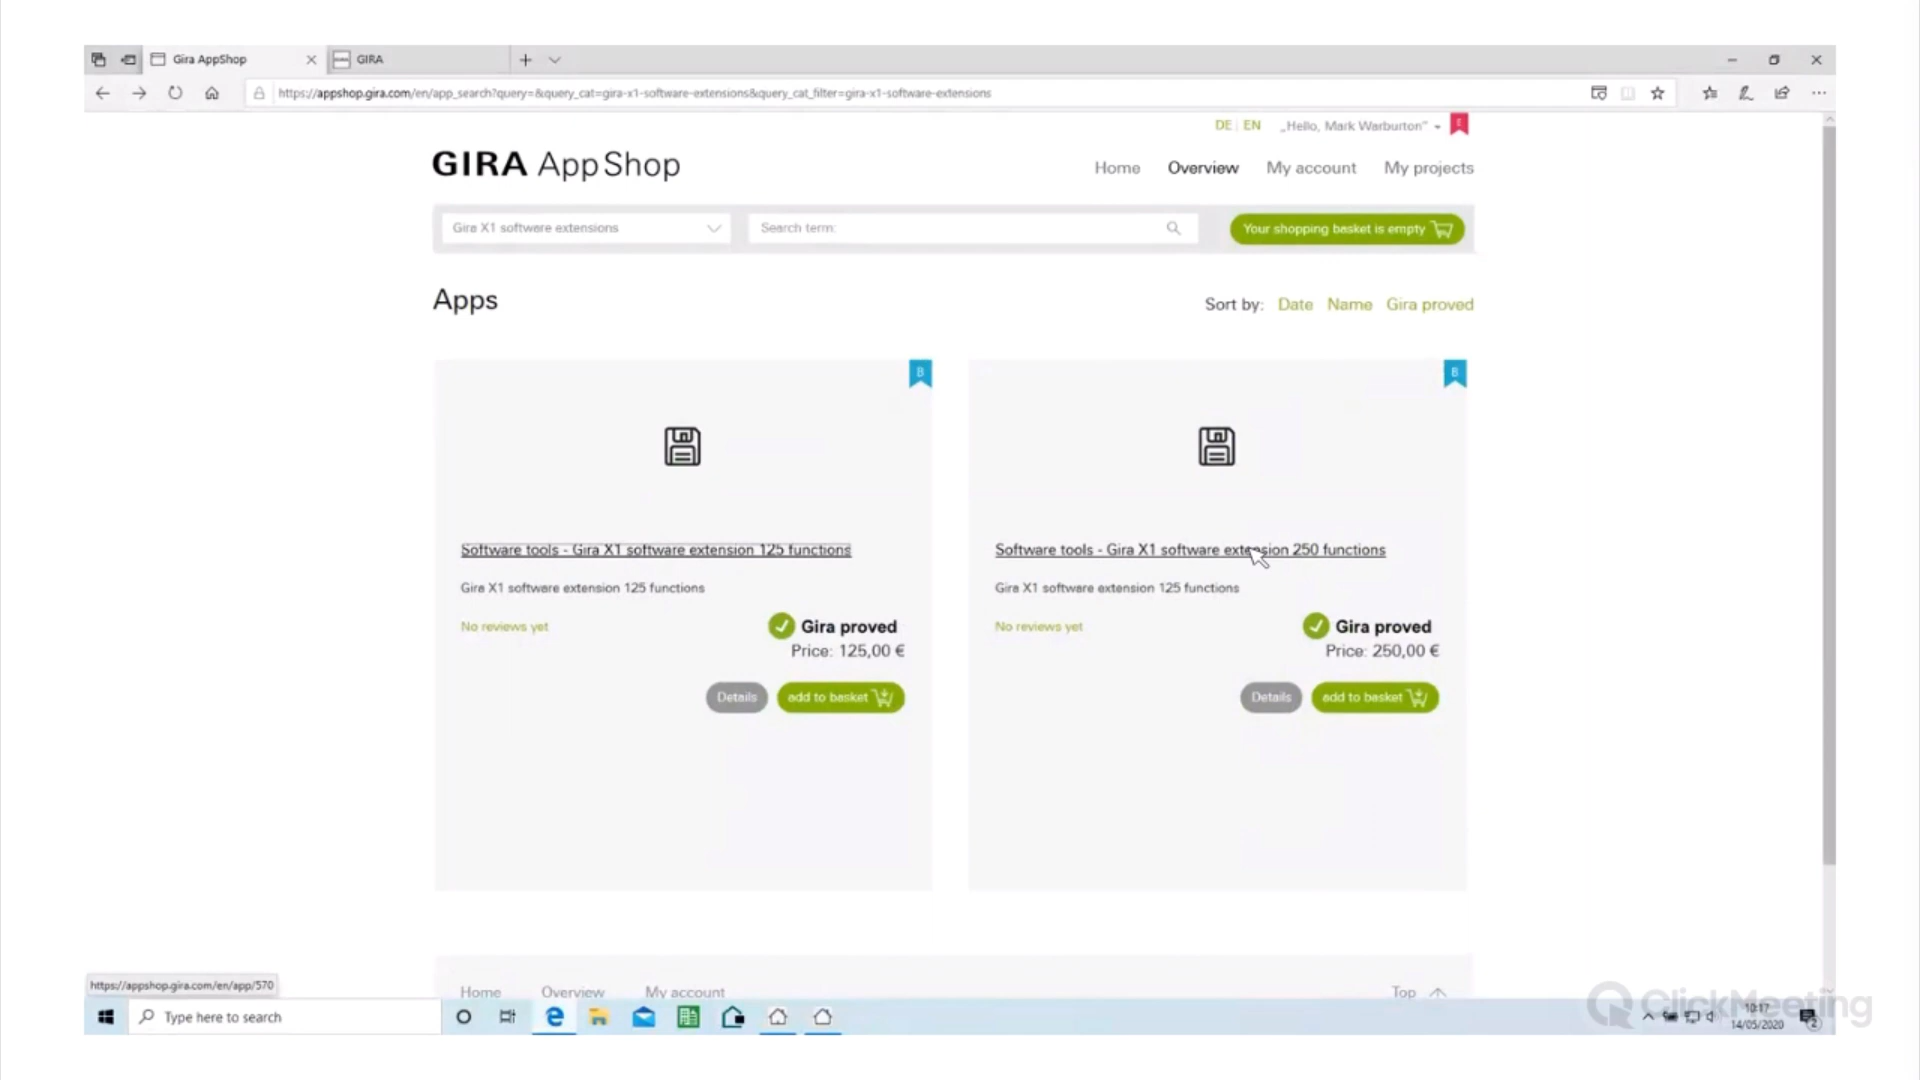 Gira AppShop
GIRA
https://appshop.gira.com/en/app_search?query=&query_cat=gira-x1-software-extensions&query_cat_filter=gira-x1-software-extensions
DE EN „Hello, Mark Warburton"
E
GIRA AppShop
Home Overview My account My projects
Gira X1 software extensions
Search term:
Your shopping basket is empty
Apps
Sort by: Date Name Gira proved
B
B
Software tools - Gira X1 software extension 125 functions
Gira X1 software extension 125 functions
No reviews yet
Gira proved
Price: 125,00 €
Details
add to basket
Software tools - Gira X1 software extension 250 functions
Gira X1 software extension 125 functions
No reviews yet
Gira proved
Price: 250,00 €
Details
add to basket
Home Overview My account Top
https://appshop.gira.com/en/app/570
Type here to search
ClickMeeting
10:17
14/05/2020
2